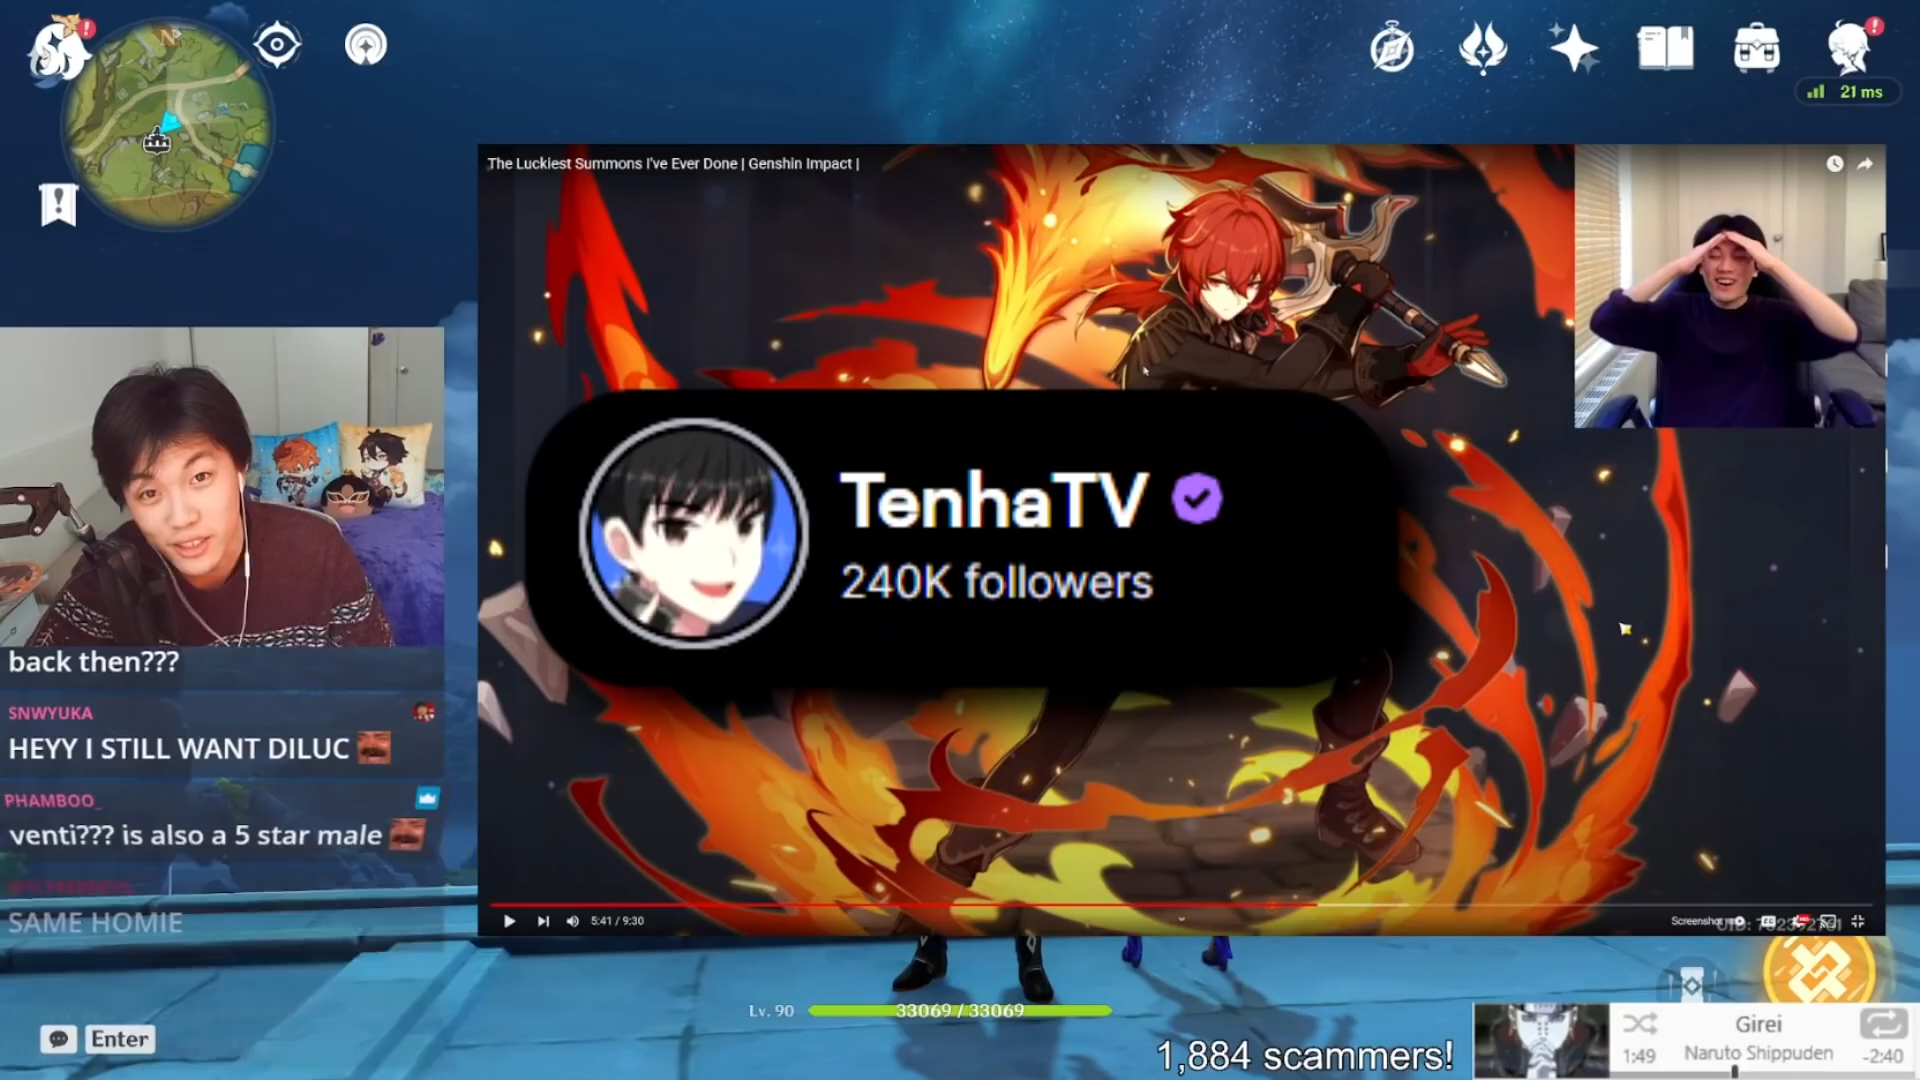 N
21 ms
The Luckiest Summons I've Ever Done | Genshin Impact |
TenhaTV
240K followers
back then???
SNWYUKA
HEYY I STILL WANT DILUC
PHAMBOO_
venti??? is also a 5 star male
SAME HOMIE
5:41 / 9:30
Screenshot
Lv. 90
33069 / 33069
Enter
1,884 scammers!
Girei
1:49
Naruto Shippuden
-2:40